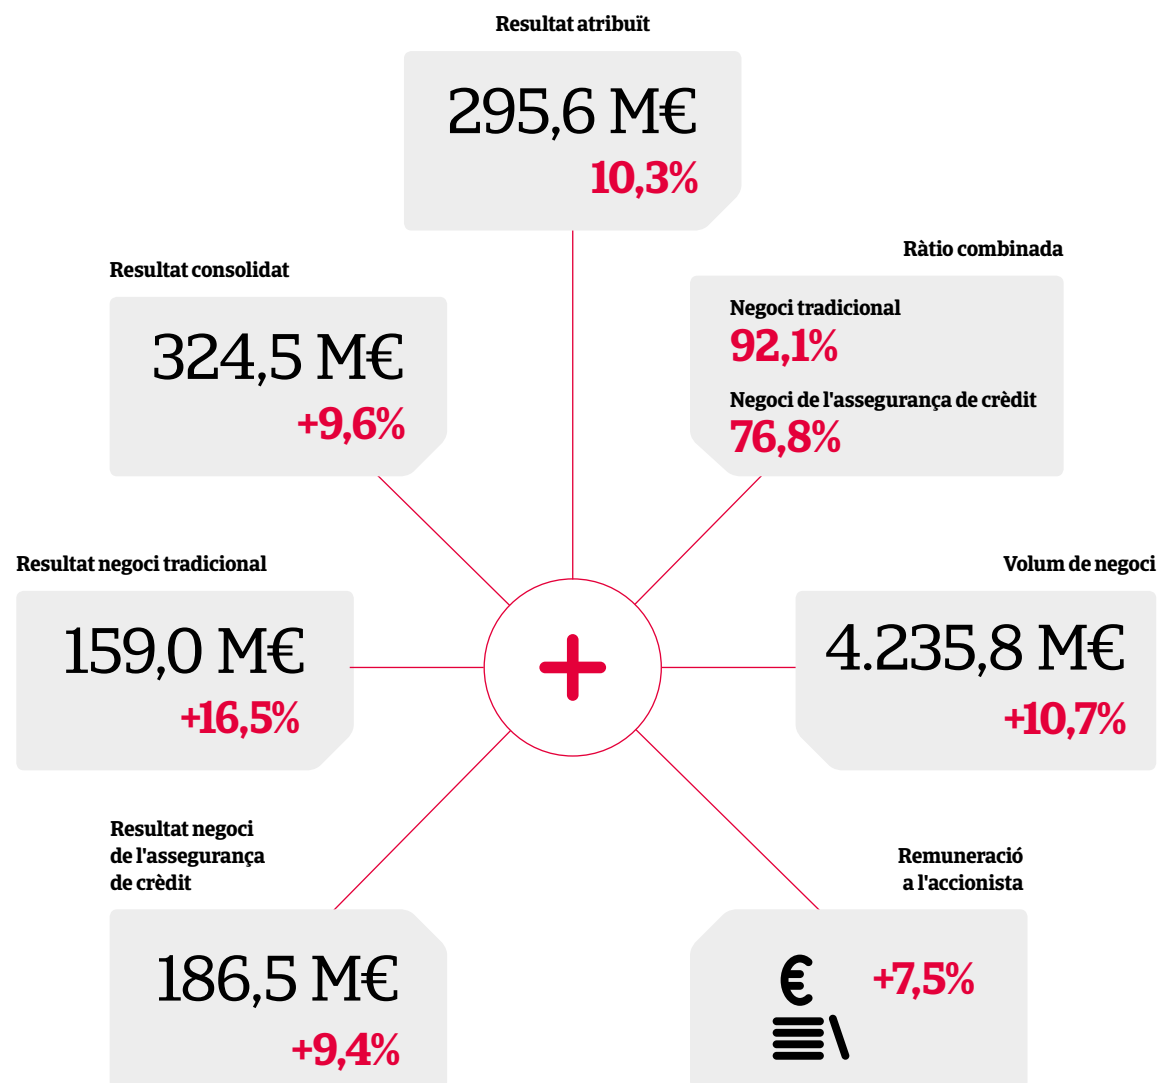 Resultat atribuït
295,6 M€
10,3%
Resultat consolidat
324,5 M€
+9,6%
Ràtio combinada
Negoci tradicional
92,1%
Negoci de l'assegurança de crèdit
76,8%
Resultat negoci tradicional
159,0 M€
+16,5%
Volum de negoci
4.235,8 M€
+10,7%
Resultat negoci
de l'assegurança
de crèdit
186,5 M€
+9,4%
Remuneració
a l'accionista
€
+7,5%